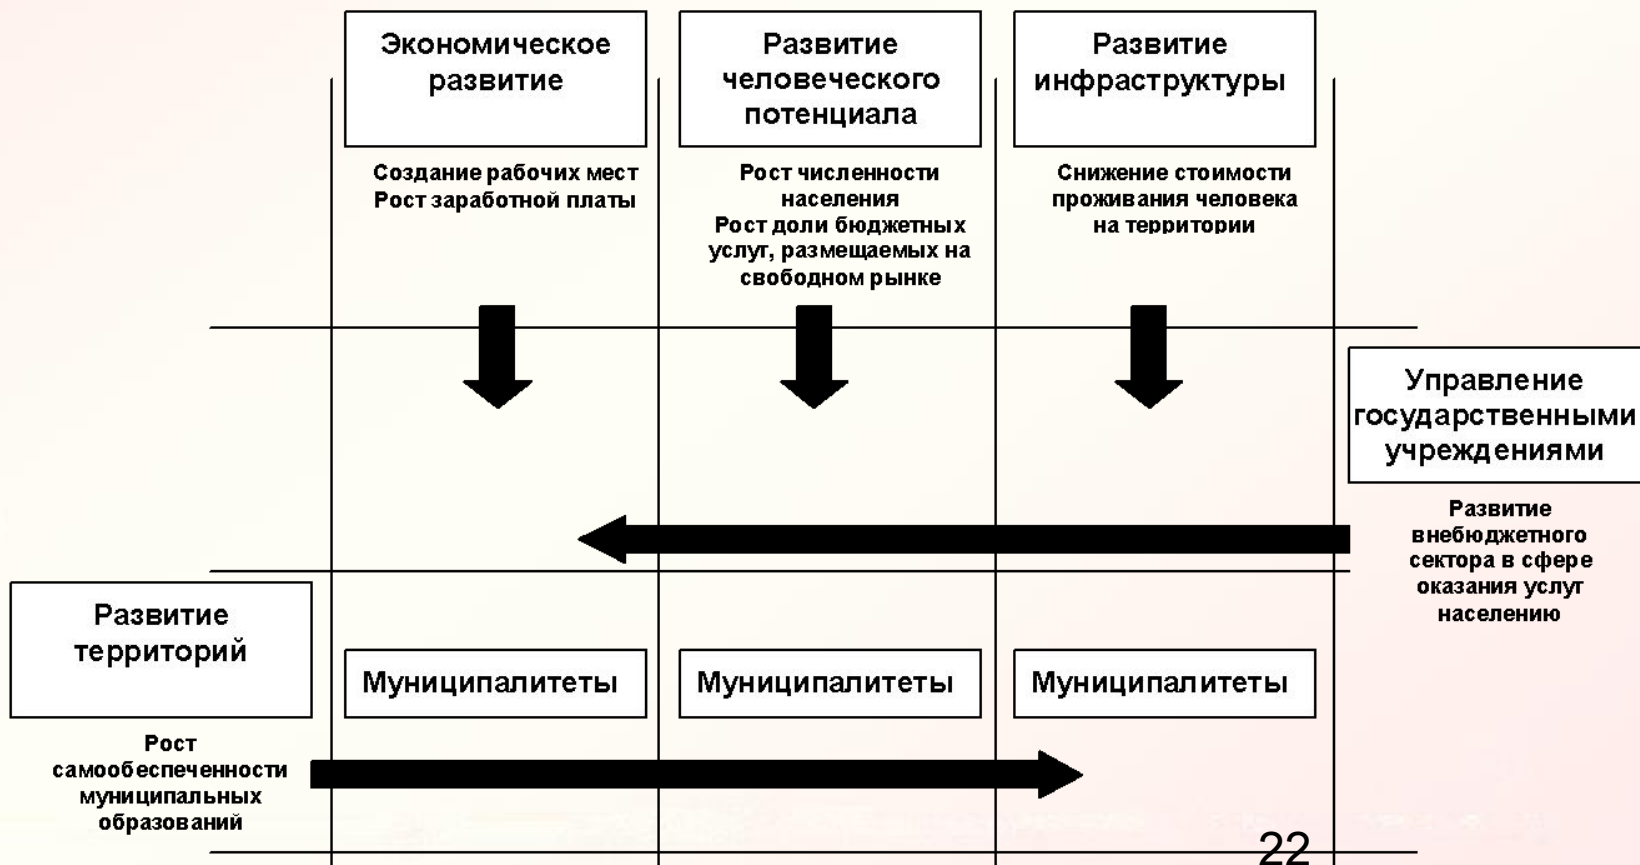 Экономическое
развитие
Развитие
человеческого
потенциала
Развитие
инфраструктуры
Создание рабочих мест
Рост заработной платы
Рост численности
населения
Рост доли бюджетных
услуг, размещаемых на
свободном рынке
Снижение стоимости
проживания человека
на территории
Управление
государственными
учреждениями
Развитие
внебюджетного
сектора в сфере
оказания услуг
населению
Развитие
территорий
Муниципалитеты
Муниципалитеты
Муниципалитеты
Рост
самообеспеченности
муниципальных
образований
22